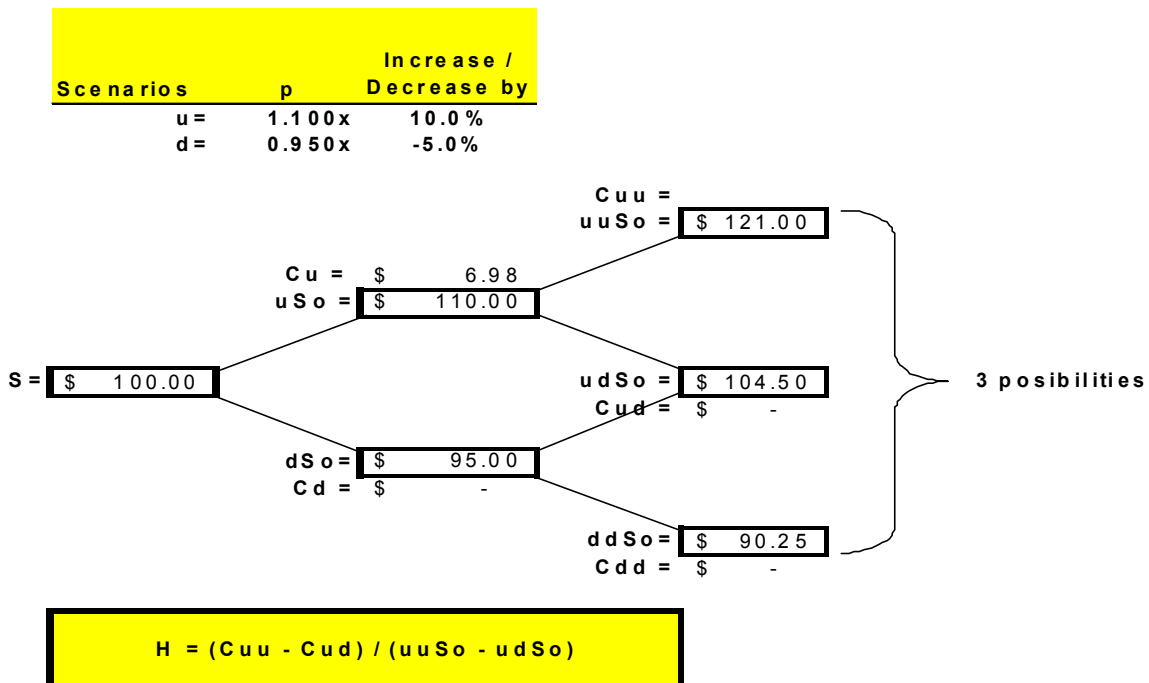 Increase /
Scenarios p Decrease by
u= 1.100x 10.0%
d= 0.950x -5.0%
Cuu =
uuSo = $ 121.00
Cu = $ 6.98
uSo = $ 110.00
S= $ 100.00
udSo = $ 104.50
3 posibilities
Cud = $ -
dSo= $ 95.00
Cd = $ -
ddSo= $ 90.25
Cdd = $ -
H = (Cuu - Cud) / (uuSo - udSo)